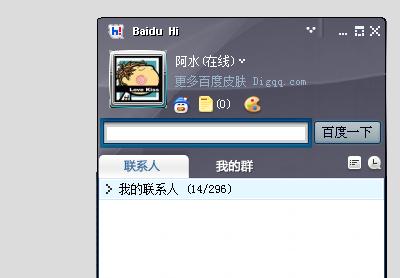 h! Baidu Hi
阿水(在线)
更多百度皮肤 Digqq.com
Love Kiss
(0)
百度一下
联系人 我的群
我的联系人 (14/296)